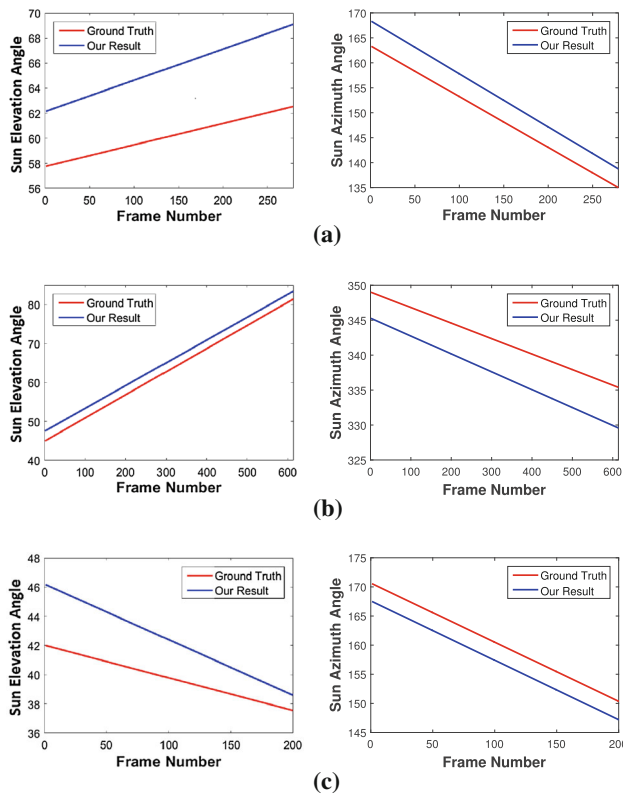 70
68
66
64
62
60
58
56
0 50 100 150 200 250
Sun Elevation Angle
Frame Number
Ground Truth
Our Result
170
165
160
155
150
145
140
135
0 50 100 150 200 250
Sun Azimuth Angle
Frame Number
Ground Truth
Our Result
(a)
80
70
60
50
40
0 100 200 300 400 500 600
Sun Elevation Angle
Frame Number
Ground Truth
Our Result
350
345
340
335
330
325
0 100 200 300 400 500 600
Sun Azimuth Angle
Frame Number
Ground Truth
Our Result
(b)
48
46
44
42
40
38
36
0 50 100 150 200
Sun Elevation Angle
Frame Number
Ground Truth
Our Result
175
170
165
160
155
150
145
0 50 100 150 200
Sun Azimuth Angle
Frame Number
Ground Truth
Our Result
(c)